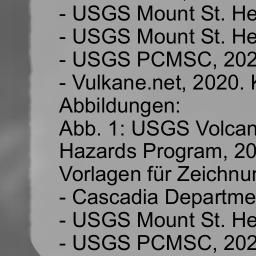 - USGS Mount St. He
- USGS Mount St. He
- USGS PCMSC, 202
- Vulkane.net, 2020.
Abbildungen:
Abb. 1: USGS Volcan
Hazards Program, 20
Vorlagen für Zeichnun
- Cascadia Departme
- USGS Mount St. He
- USGS PCMSC, 202